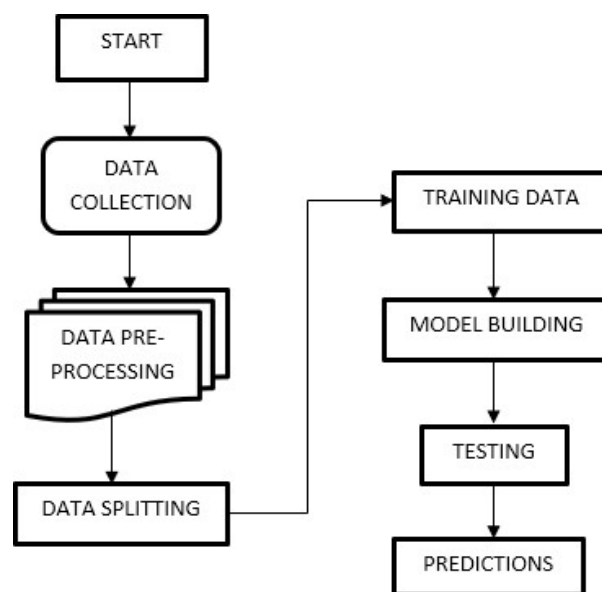 START
DATA
COLLECTION
DATA PRE-
PROCESSING
DATA SPLITTING
TRAINING DATA
MODEL BUILDING
TESTING
PREDICTIONS